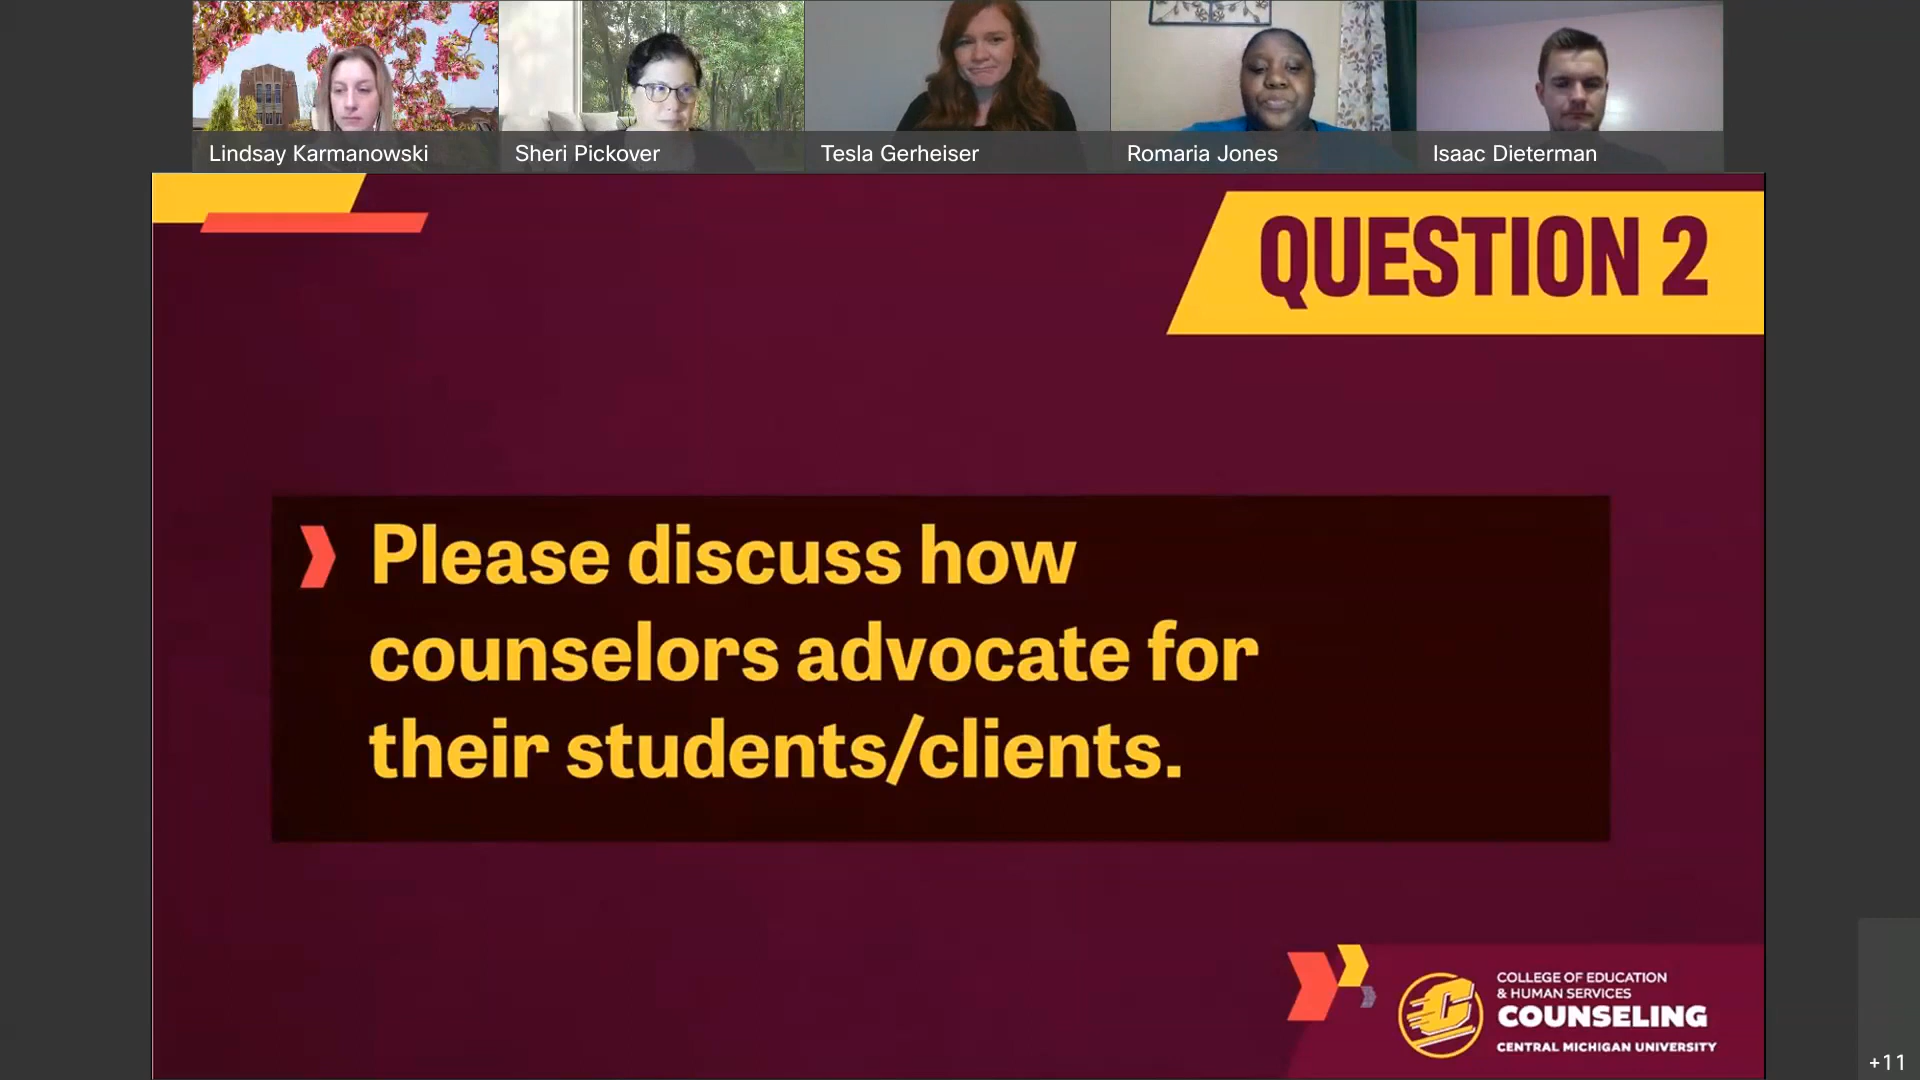 Lindsay Karmanowski
Sheri Pickover
Tesla Gerheiser
Romaria Jones
Isaac Dieterman
QUESTION 2
Please discuss how
counselors advocate for
their students/clients.
COLLEGE OF EDUCATION
& HUMAN SERVICES
COUNSELING
CENTRAL MICHIGAN UNIVERSITY
+11